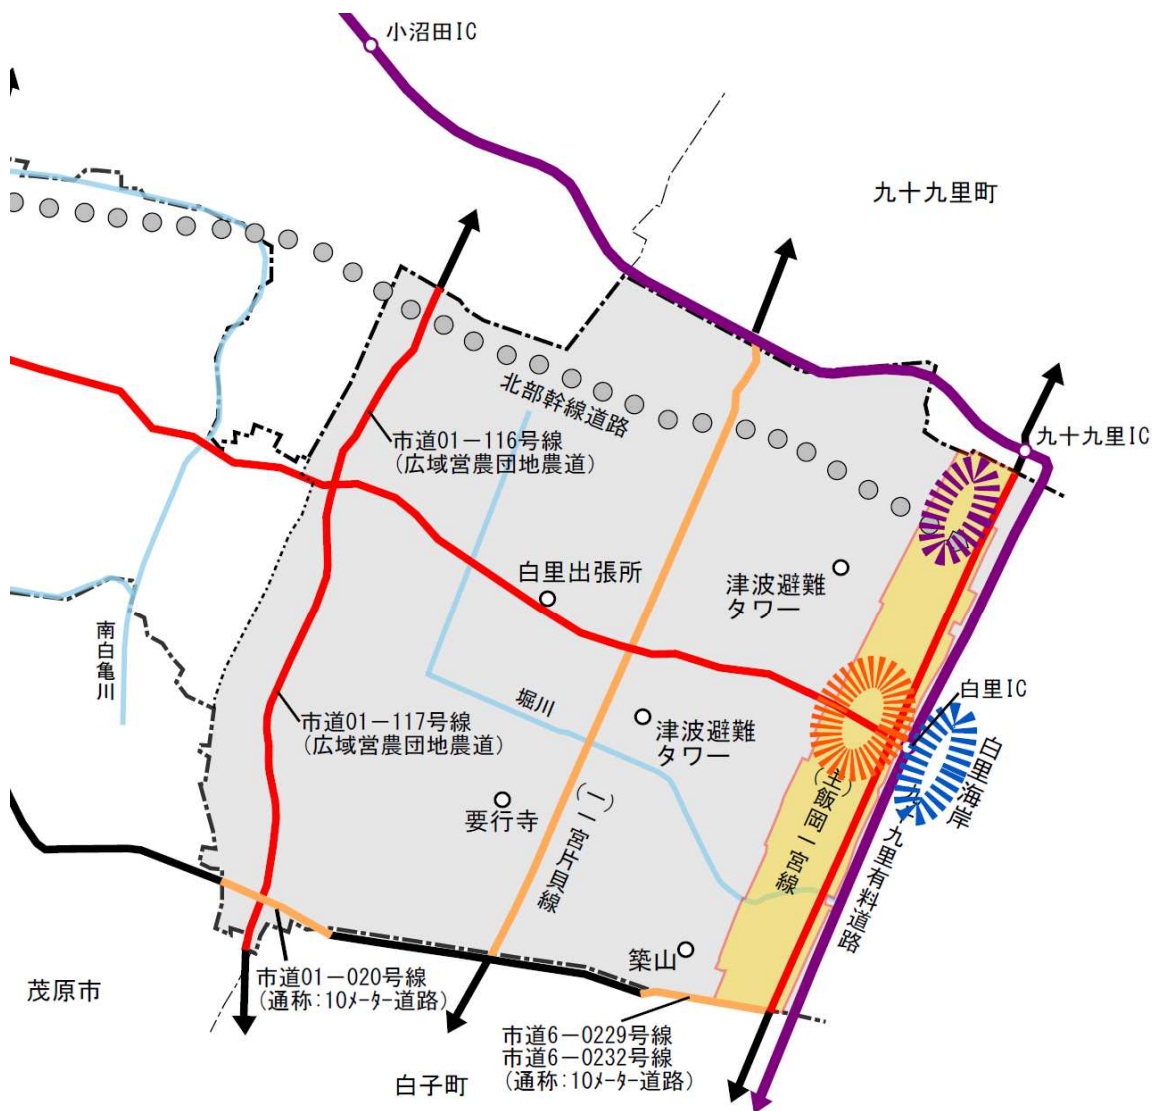 小沼田IC
九十九里町
北部幹線道路
九十九里IC
市道01－116号線
（広域営農団地農道）
白里出張所
津波避難
タワー
南白亀川
白里IC
堀川
市道01－117号線
（広域営農団地農道）
津波避難
タワー
白里海岸
（主）飯岡一宮線
九十九里有料道路
要行寺
（一）一宮片貝線
築山
茂原市
市道01－020号線
（通称：10メーター道路）
市道6－0229号線
市道6－0232号線
（通称：10メーター道路）
白子町